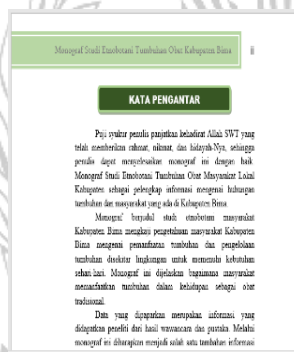 Monograf Studi Etnobotani Tumbuhan Obat Kabupaten Bima
KATA PENGANTAR
Puji syukur penulis panjatkan kehadirat Allah SWT yang
telah memberikan rahmat, nikmat, dan hidayah-Nya, sehingga
penulis dapat menyelesaikan monograf ini dengan baik.
Monograf Studi Etnobotani Tumbuhan Obat Masyarakat Lokal
Kabupaten sebagai pelengkap informasi mengenai hubungan
tumbuhan dan masyarakat yang ada di Kabupaten Bima.
Monograf berjudul studi etnobotani masyarakat
Kabupaten Bima mengkaji pengetahuan masyarakat Kabupaten
Bima mengenai pemanfaatan tumbuhan dan pengelolaan
tumbuhan disekitar lingkungan untuk memenuhi kebutuhan
sehari-hari. Monograf ini dijelaskan bagaimana masyarakat
memanfaatkan tumbuhan dalam kehidupan sebagai obat
tradisional.
Data yang dipaparkan merupakan informasi yang
didapatkan peneliti dari hasil wawancara dan pustaka. Melalui
monograf ini diharapkan menjadi salah satu tambahan informasi